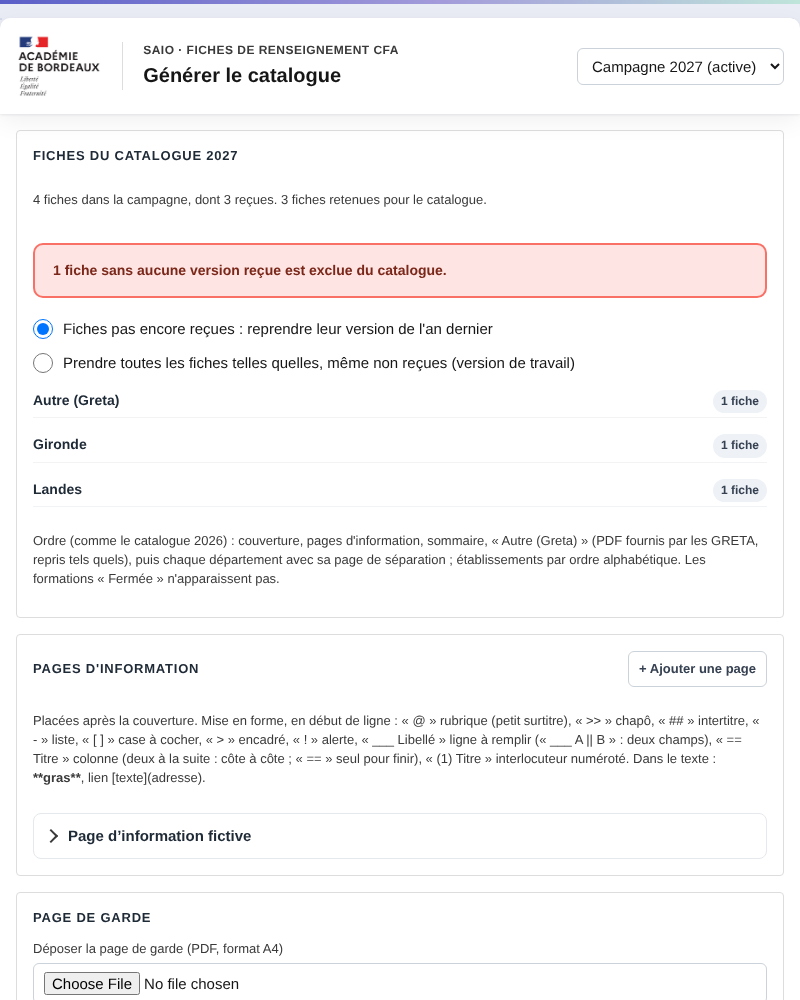 ACADÉMIE
DE BORDEAUX
Liberté
Égalité
Fraternité
SAIO · FICHES DE RENSEIGNEMENT CFA
Générer le catalogue
Campagne 2027 (active)
FICHES DU CATALOGUE 2027
4 fiches dans la campagne, dont 3 reçues. 3 fiches retenues pour le catalogue.
1 fiche sans aucune version reçue est exclue du catalogue.
Fiches pas encore reçues : reprendre leur version de l'an dernier
Prendre toutes les fiches telles quelles, même non reçues (version de travail)
Autre (Greta) 1 fiche
Gironde 1 fiche
Landes 1 fiche
Ordre (comme le catalogue 2026) : couverture, pages d'information, sommaire, « Autre (Greta) » (PDF fournis par les GRETA,
repris tels quels), puis chaque département avec sa page de séparation ; établissements par ordre alphabétique. Les
formations « Fermée » n'apparaissent pas.
PAGES D'INFORMATION
+ Ajouter une page
Placées après la couverture. Mise en forme, en début de ligne : « @ » rubrique (petit surtitre), « >> » chapô, « ## » intertitre, «
- » liste, « [ ] » case à cocher, « > » encadré, « ! » alerte, « ___ Libellé » ligne à remplir (« ___ A || B » : deux champs), « ==
Titre » colonne (deux à la suite : côte à côte ; « == » seul pour finir), « (1) Titre » interlocuteur numéroté. Dans le texte :
**gras**, lien [texte](adresse).
Page d’information fictive
PAGE DE GARDE
Déposer la page de garde (PDF, format A4)
Choose File No file chosen